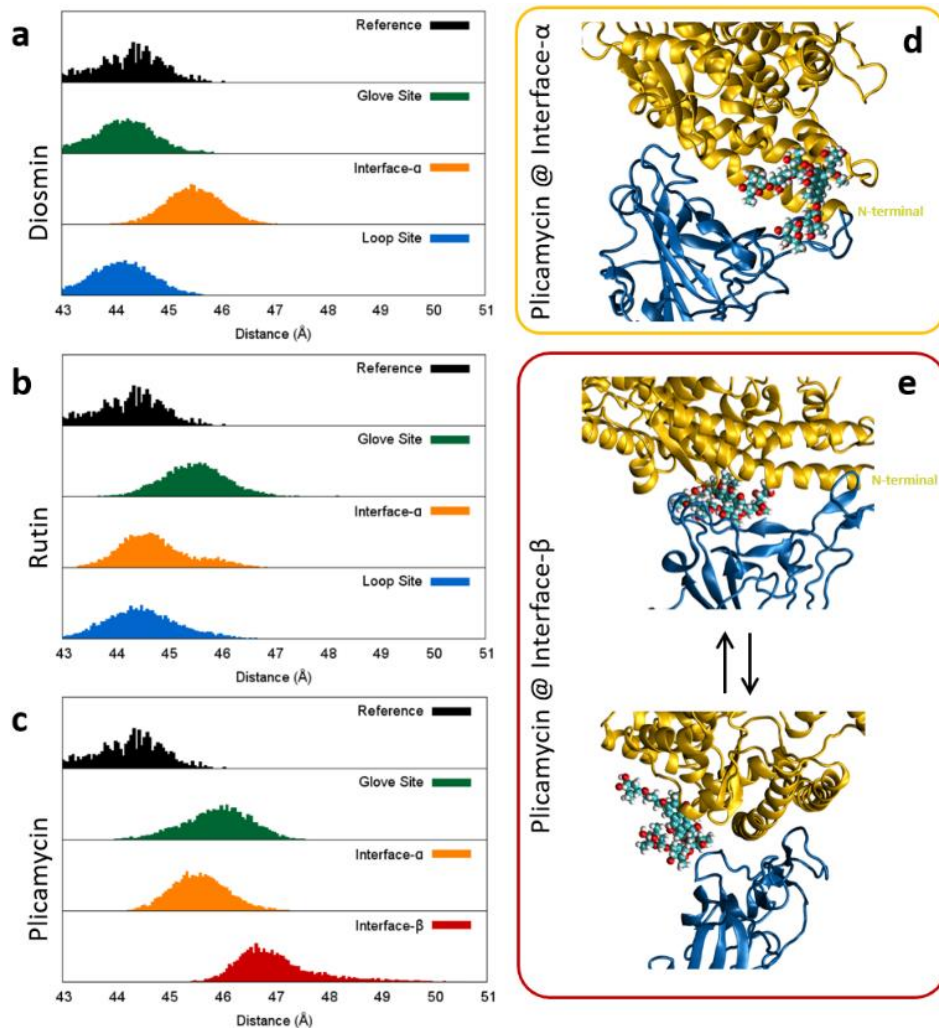 a
Diosmin
Reference
Glove Site
Interface-α
Loop Site
43 44 45 46 47 48 49 50 51
Distance (Å)
b
Rutin
Reference
Glove Site
Interface-α
Loop Site
43 44 45 46 47 48 49 50 51
Distance (Å)
c
Plicamycin
Reference
Glove Site
Interface-α
Interface-β
43 44 45 46 47 48 49 50 51
Distance (Å)
Plicamycin @ Interface-α
d
N-terminal
Plicamycin @ Interface-β
e
N-terminal